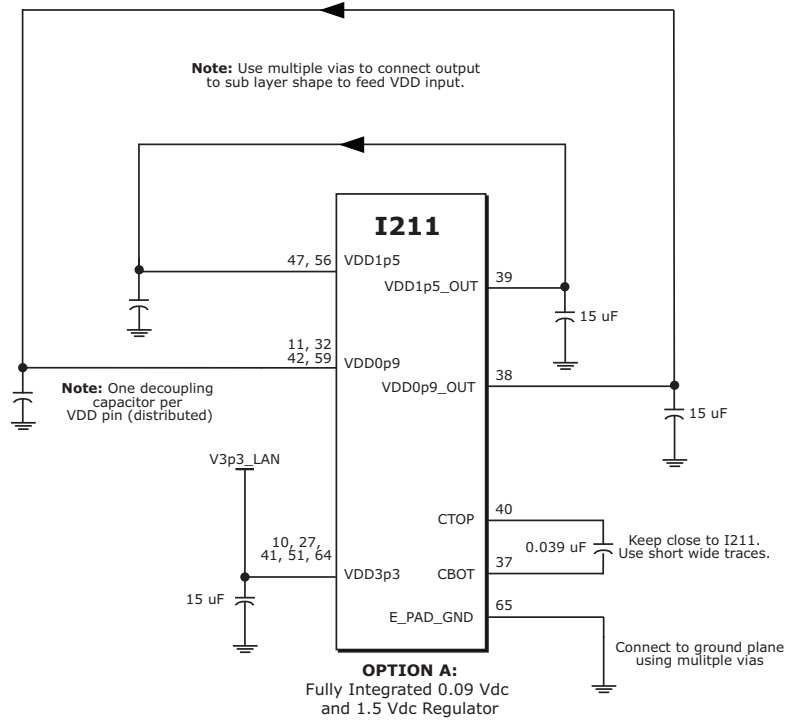 Note: Use multiple vias to connect output
to sub layer shape to feed VDD input.
I211
47, 56
VDD1p5
VDD1p5_OUT
39
15 uF
11, 32
42, 59
VDD0p9
VDD0p9_OUT
38
15 uF
Note: One decoupling
capacitor per
VDD pin (distributed)
V3p3_LAN
10, 27,
41, 51, 64
VDD3p3
15 uF
CTOP
40
0.039 uF
Keep close to I211.
Use short wide traces.
CBOT
37
E_PAD_GND
65
Connect to ground plane
using mulitple vias
OPTION A:
Fully Integrated 0.09 Vdc
and 1.5 Vdc Regulator